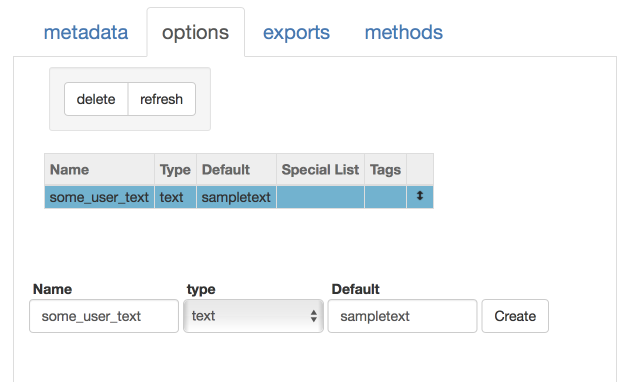 metadata options exports methods
delete refresh
Name Type Default Special List Tags
some_user_text text sampletext
Name type Default
some_user_text text sampletext Create